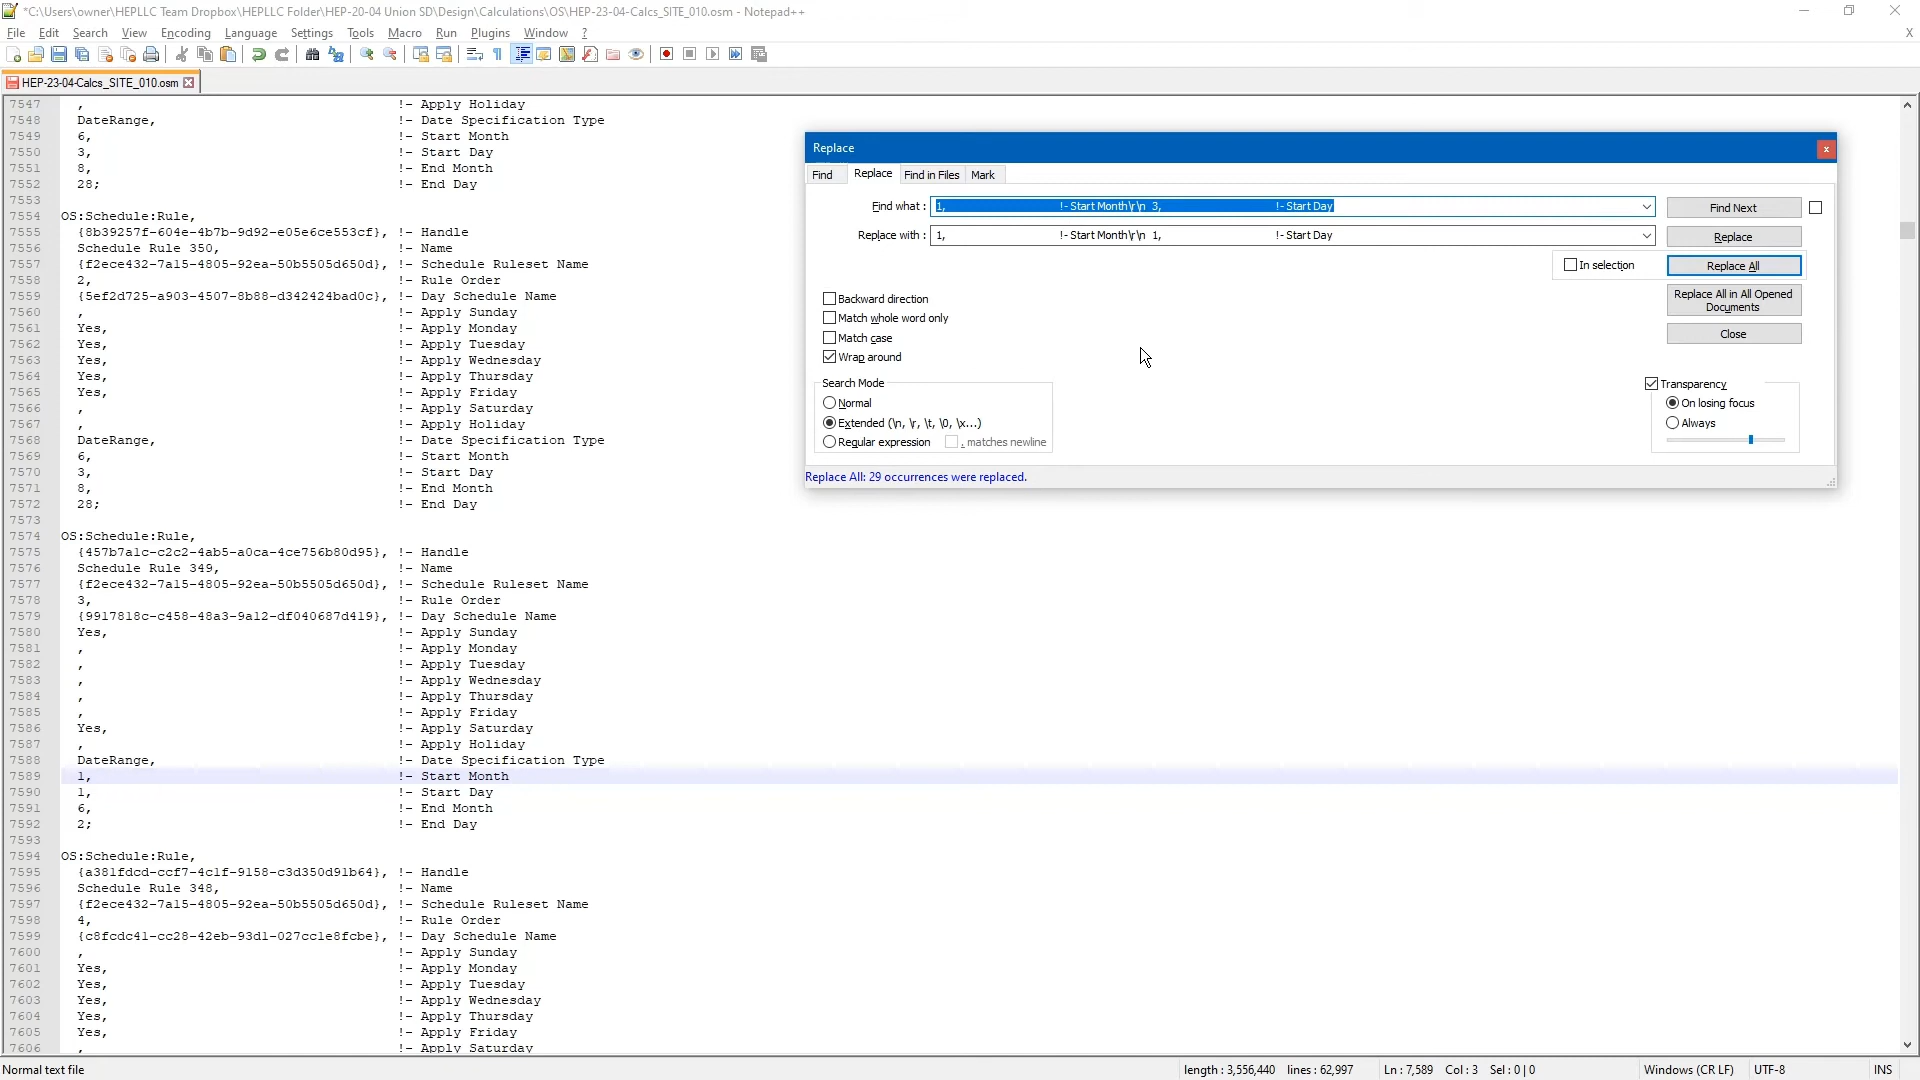 *C:\Users\owner\HEPLLC Team Dropbox\HEPLLC Folder\HEP-20-04 Union SD\Design\Calculations\OS\HEP-23-04-Calcs_SITE_010.osm - Notepad++
File Edit Search View Encoding Language Settings Tools Macro Run Plugins Window ? X
HEP-23-04-Calcs_SITE_010.osm
7547 , !- Apply Holiday
7548 DateRange, !- Date Specification Type
7549 6, !- Start Month
7550 3, !- Start Day
7551 8, !- End Month
7552 28; !- End Day
7553
7554 OS:Schedule:Rule,
7555 {8b39257f-604e-4b7b-9d92-e05e6ce553cf}, !- Handle
7556 Schedule Rule 350, !- Name
7557 {f2ece432-7a15-4805-92ea-50b5505d650d}, !- Schedule Ruleset Name
7558 2, !- Rule Order
7559 {5ef2d725-a903-4507-8b88-d342424bad0c}, !- Day Schedule Name
7560 , !- Apply Sunday
7561 Yes, !- Apply Monday
7562 Yes, !- Apply Tuesday
7563 Yes, !- Apply Wednesday
7564 Yes, !- Apply Thursday
7565 Yes, !- Apply Friday
7566 , !- Apply Saturday
7567 , !- Apply Holiday
7568 DateRange, !- Date Specification Type
7569 6, !- Start Month
7570 3, !- Start Day
7571 8, !- End Month
7572 28; !- End Day
7573
7574 OS:Schedule:Rule,
7575 {457b7a1c-c2c2-4ab5-a0ca-4ce756b80d95}, !- Handle
7576 Schedule Rule 349, !- Name
7577 {f2ece432-7a15-4805-92ea-50b5505d650d}, !- Schedule Ruleset Name
7578 3, !- Rule Order
7579 {9917818c-c458-48a3-9a12-df040687d419}, !- Day Schedule Name
7580 Yes, !- Apply Sunday
7581 , !- Apply Monday
7582 , !- Apply Tuesday
7583 , !- Apply Wednesday
7584 , !- Apply Thursday
7585 , !- Apply Friday
7586 Yes, !- Apply Saturday
7587 , !- Apply Holiday
7588 DateRange, !- Date Specification Type
7589 1, !- Start Month
7590 1, !- Start Day
7591 6, !- End Month
7592 2; !- End Day
7593
7594 OS:Schedule:Rule,
7595 {a381fdcd-ccf7-4c1f-9158-c3d350d91b64}, !- Handle
7596 Schedule Rule 348, !- Name
7597 {f2ece432-7a15-4805-92ea-50b5505d650d}, !- Schedule Ruleset Name
7598 4, !- Rule Order
7599 {c8fcdc41-cc28-42eb-93d1-027cc1e8fcbe}, !- Day Schedule Name
7600 , !- Apply Sunday
7601 Yes, !- Apply Monday
7602 Yes, !- Apply Tuesday
7603 Yes, !- Apply Wednesday
7604 Yes, !- Apply Thursday
7605 Yes, !- Apply Friday
7606 , !- Apply Saturday
Replace
Find Replace Find in Files Mark
Find what : 1, !- Start Month\r\n 3, !- Start Day
Find Next
Replace with : 1, !- Start Month\r\n 1, !- Start Day
Replace
In selection
Replace All
Replace All in All Opened Documents
Close
Backward direction
Match whole word only
Match case
Wrap around
Search Mode
Normal
Extended (\n, \r, \t, \0, \x...)
Regular expression
. matches newline
Transparency
On losing focus
Always
Replace All: 29 occurrences were replaced.
Normal text file length : 3,556,440 lines : 62,997 Ln : 7,589 Col : 3 Sel : 0 | 0 Windows (CR LF) UTF-8 INS